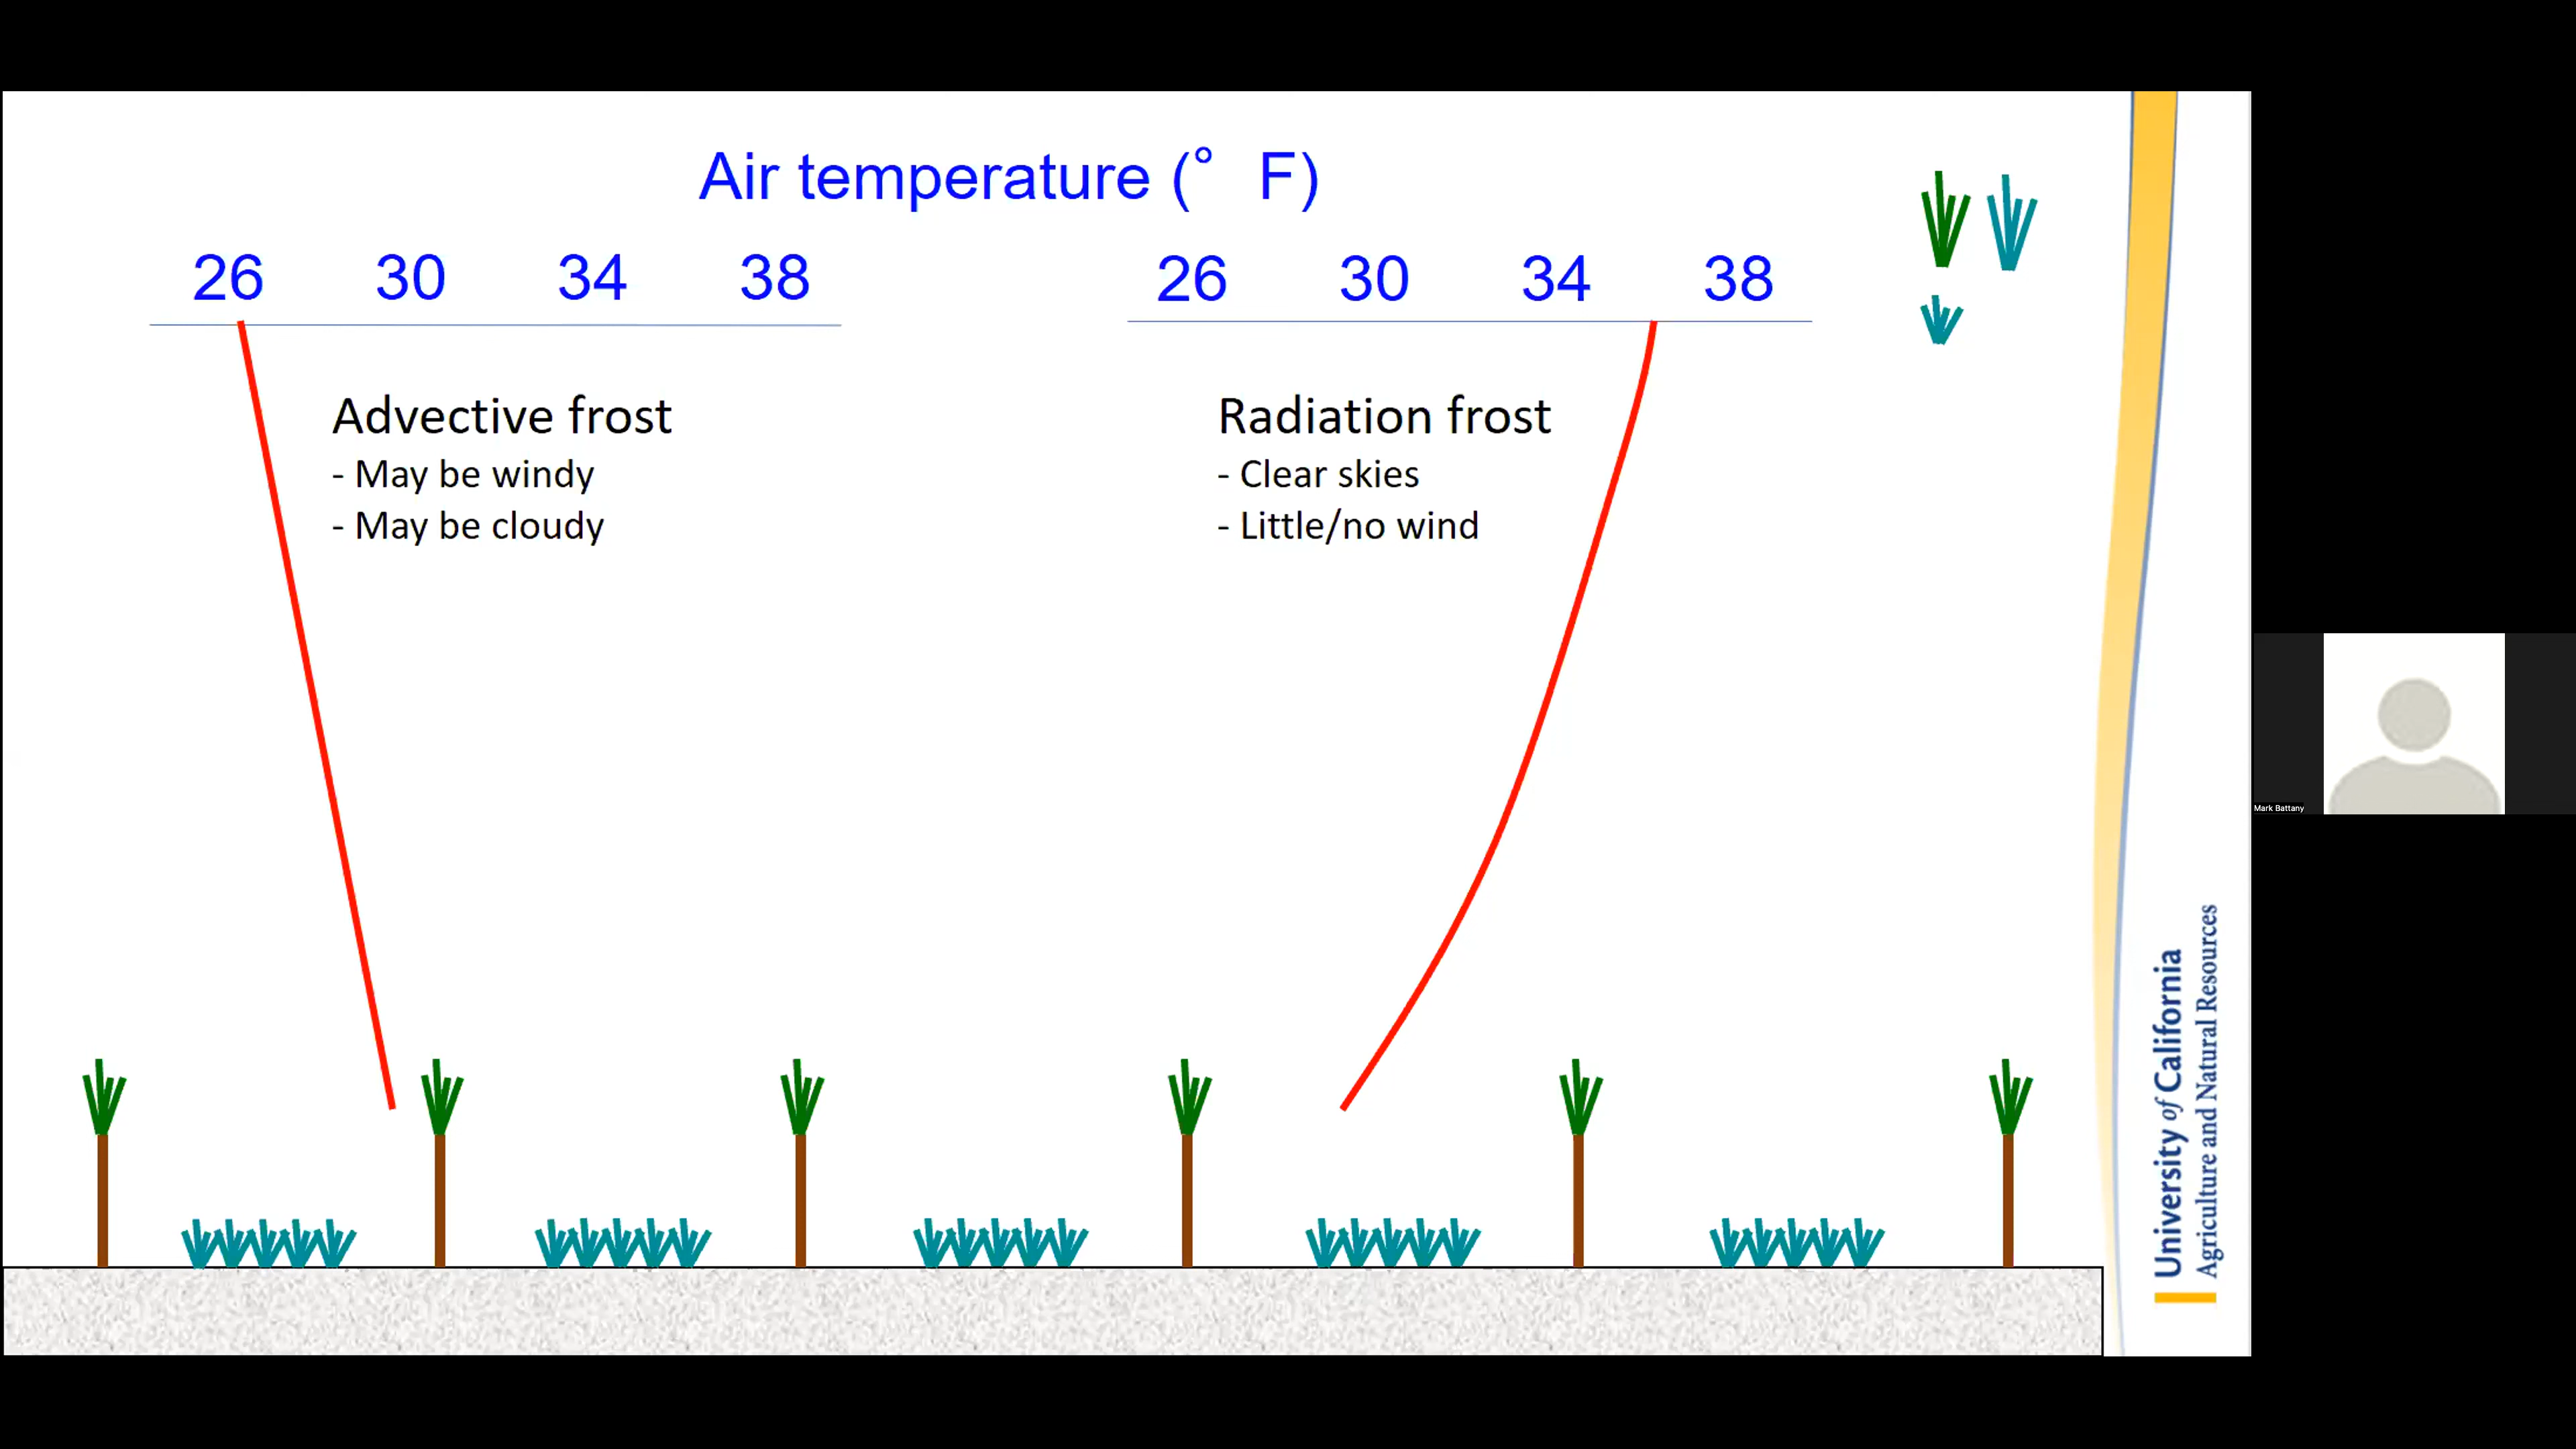 Air temperature (° F)
26 30 34 38
26 30 34 38
Advective frost
- May be windy
- May be cloudy
Radiation frost
- Clear skies
- Little/no wind
University of California
Agriculture and Natural Resources
Mark Battany